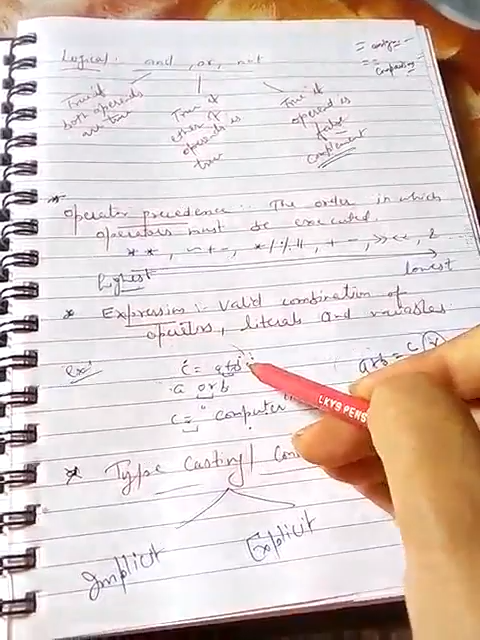 Logical: and, or, not
= assign
== Comparing
True if both operands are true
True if either of operands is true
True if operand is false
complement
* operator precedence :- The order in which
operators must be executed.
**, ~ + -, * / % //, + -, >> <<, &
highest
lowest
* Expression :- Valid combination of
operators, literals and variables
ex:
c = a+b
a+b = c
a or b
c = "computer"
LKYS PENS
* Type Casting/ Con
Implicit
Explicit